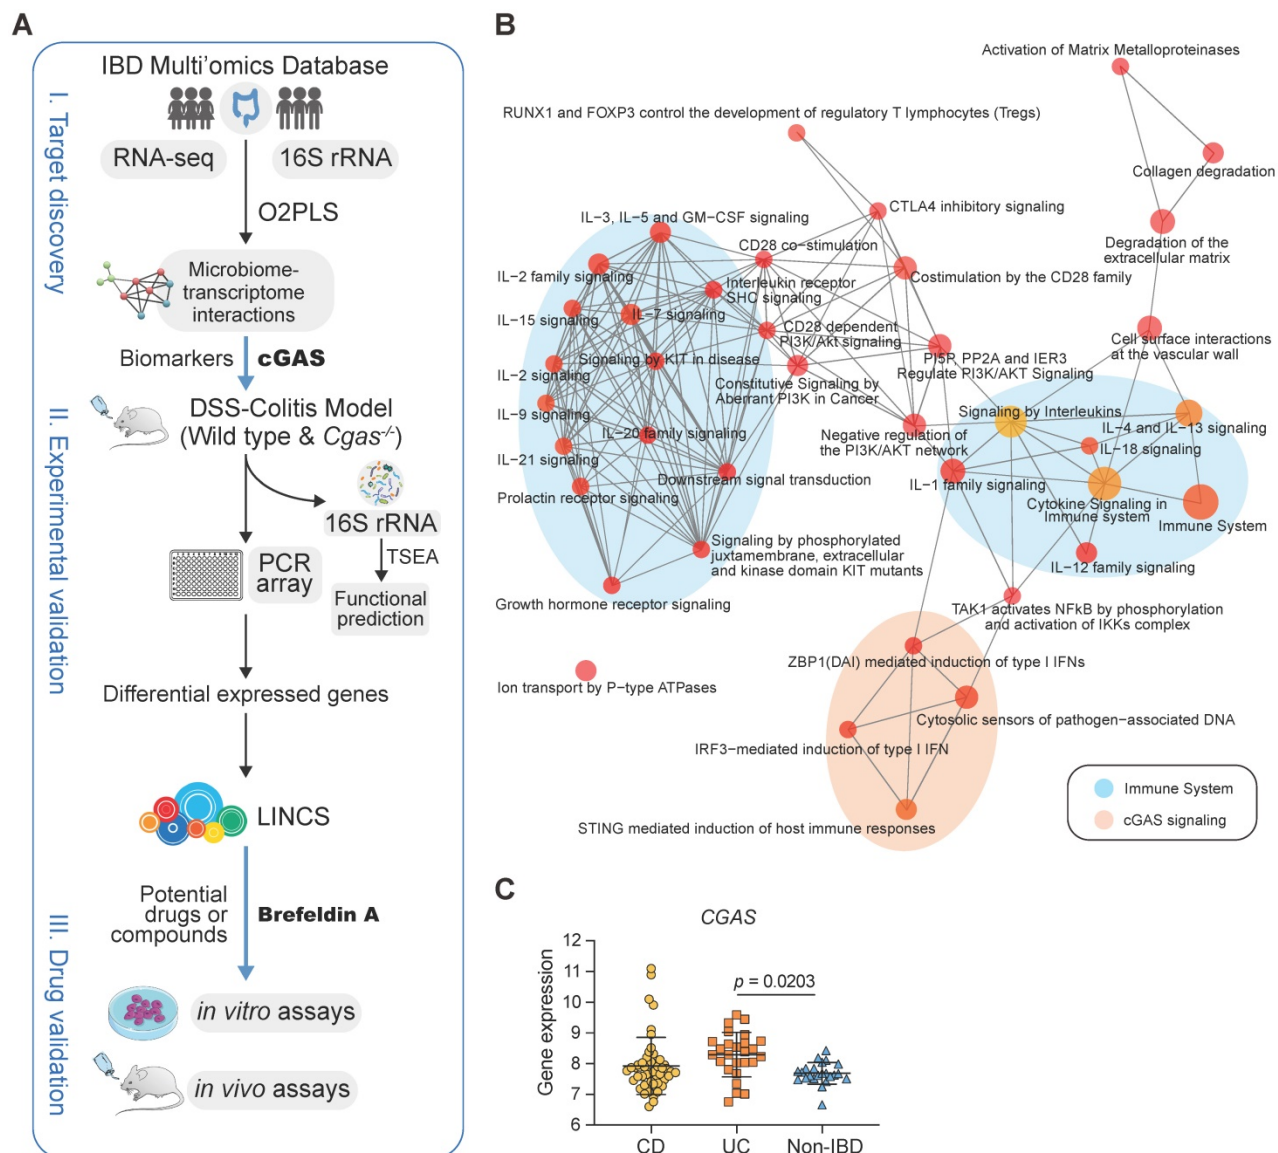 A
IBD Multi'omics Database
RNA-seq
16S rRNA
O2PLS
Microbiome-
transcriptome
interactions
Biomarkers
cGAS
I. Target discovery
DSS-Colitis Model
(Wild type & Cgas-/-)
16S rRNA
TSEA
PCR
array
Functional
prediction
Differential expressed genes
II. Experimental validation
LINCS
Potential
drugs or
compounds
Brefeldin A
in vitro assays
in vivo assays
III. Drug validation
B
Activation of Matrix Metalloproteinases
RUNX1 and FOXP3 control the development of regulatory T lymphocytes (Tregs)
Collagen degradation
CTLA4 inhibitory signaling
IL-3, IL-5 and GM-CSF signaling
CD28 co-stimulation
Degradation of the
extracellular matrix
IL-2 family signaling
Interleukin receptor
SHC signaling
Costimulation by the CD28 family
IL-15 signaling
IL-7 signaling
CD28 dependent
PI3K/Akt signaling
Cell surface interactions
at the vascular wall
Signaling by KIT in disease
PI5P, PP2A and IER3
Regulate PI3K/AKT Signaling
IL-2 signaling
Constitutive Signaling by
Aberrant PI3K in Cancer
IL-9 signaling
Signaling by Interleukins
IL-4 and IL-13 signaling
IL-20 family signaling
Negative regulation of
the PI3K/AKT network
IL-18 signaling
IL-21 signaling
Downstream signal transduction
IL-1 family signaling
Prolactin receptor signaling
Cytokine Signaling in
Immune system
Immune System
Signaling by phosphorylated
juxtamembrane, extracellular
and kinase domain KIT mutants
IL-12 family signaling
Growth hormone receptor signaling
TAK1 activates NFkB by phosphorylation
and activation of IKKs complex
ZBP1(DAI) mediated induction of type I IFNs
Ion transport by P-type ATPases
Cytosolic sensors of pathogen-associated DNA
IRF3-mediated induction of type I IFN
STING mediated induction of host immune responses
Immune System
cGAS signaling
C
CGAS
Gene expression
12
11
10
9
8
7
6
p = 0.0203
CD
UC
Non-IBD